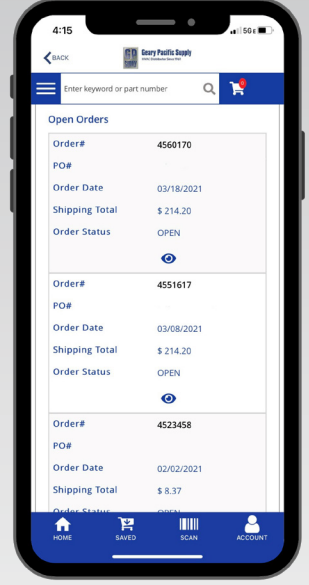 4:15
5G E
BACK
Geary Pacific Supply
Enter keyword or part number
0
Open Orders
Order# 4560170
PO#
Order Date 03/18/2021
Shipping Total $ 214.20
Order Status OPEN
Order# 4551617
PO#
Order Date 03/08/2021
Shipping Total $ 214.20
Order Status OPEN
Order# 4523458
PO#
Order Date 02/02/2021
Shipping Total $ 8.37
Order Status OPEN
HOME SAVED SCAN ACCOUNT